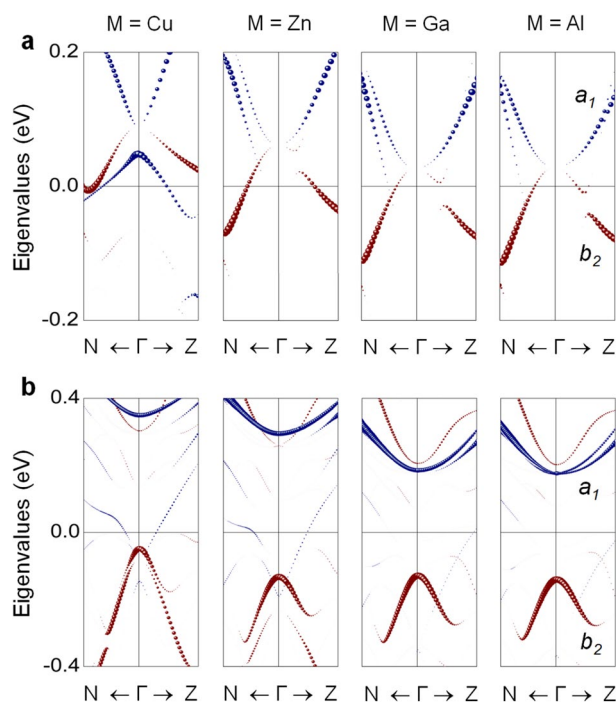 M = Cu M = Zn M = Ga M = Al
a
0.2
0.0
-0.2
Eigenvalues (eV)
a1
b2
N ← Γ → Z N ← Γ → Z N ← Γ → Z N ← Γ → Z
b
0.4
0.0
-0.4
Eigenvalues (eV)
a1
b2
N ← Γ → Z N ← Γ → Z N ← Γ → Z N ← Γ → Z